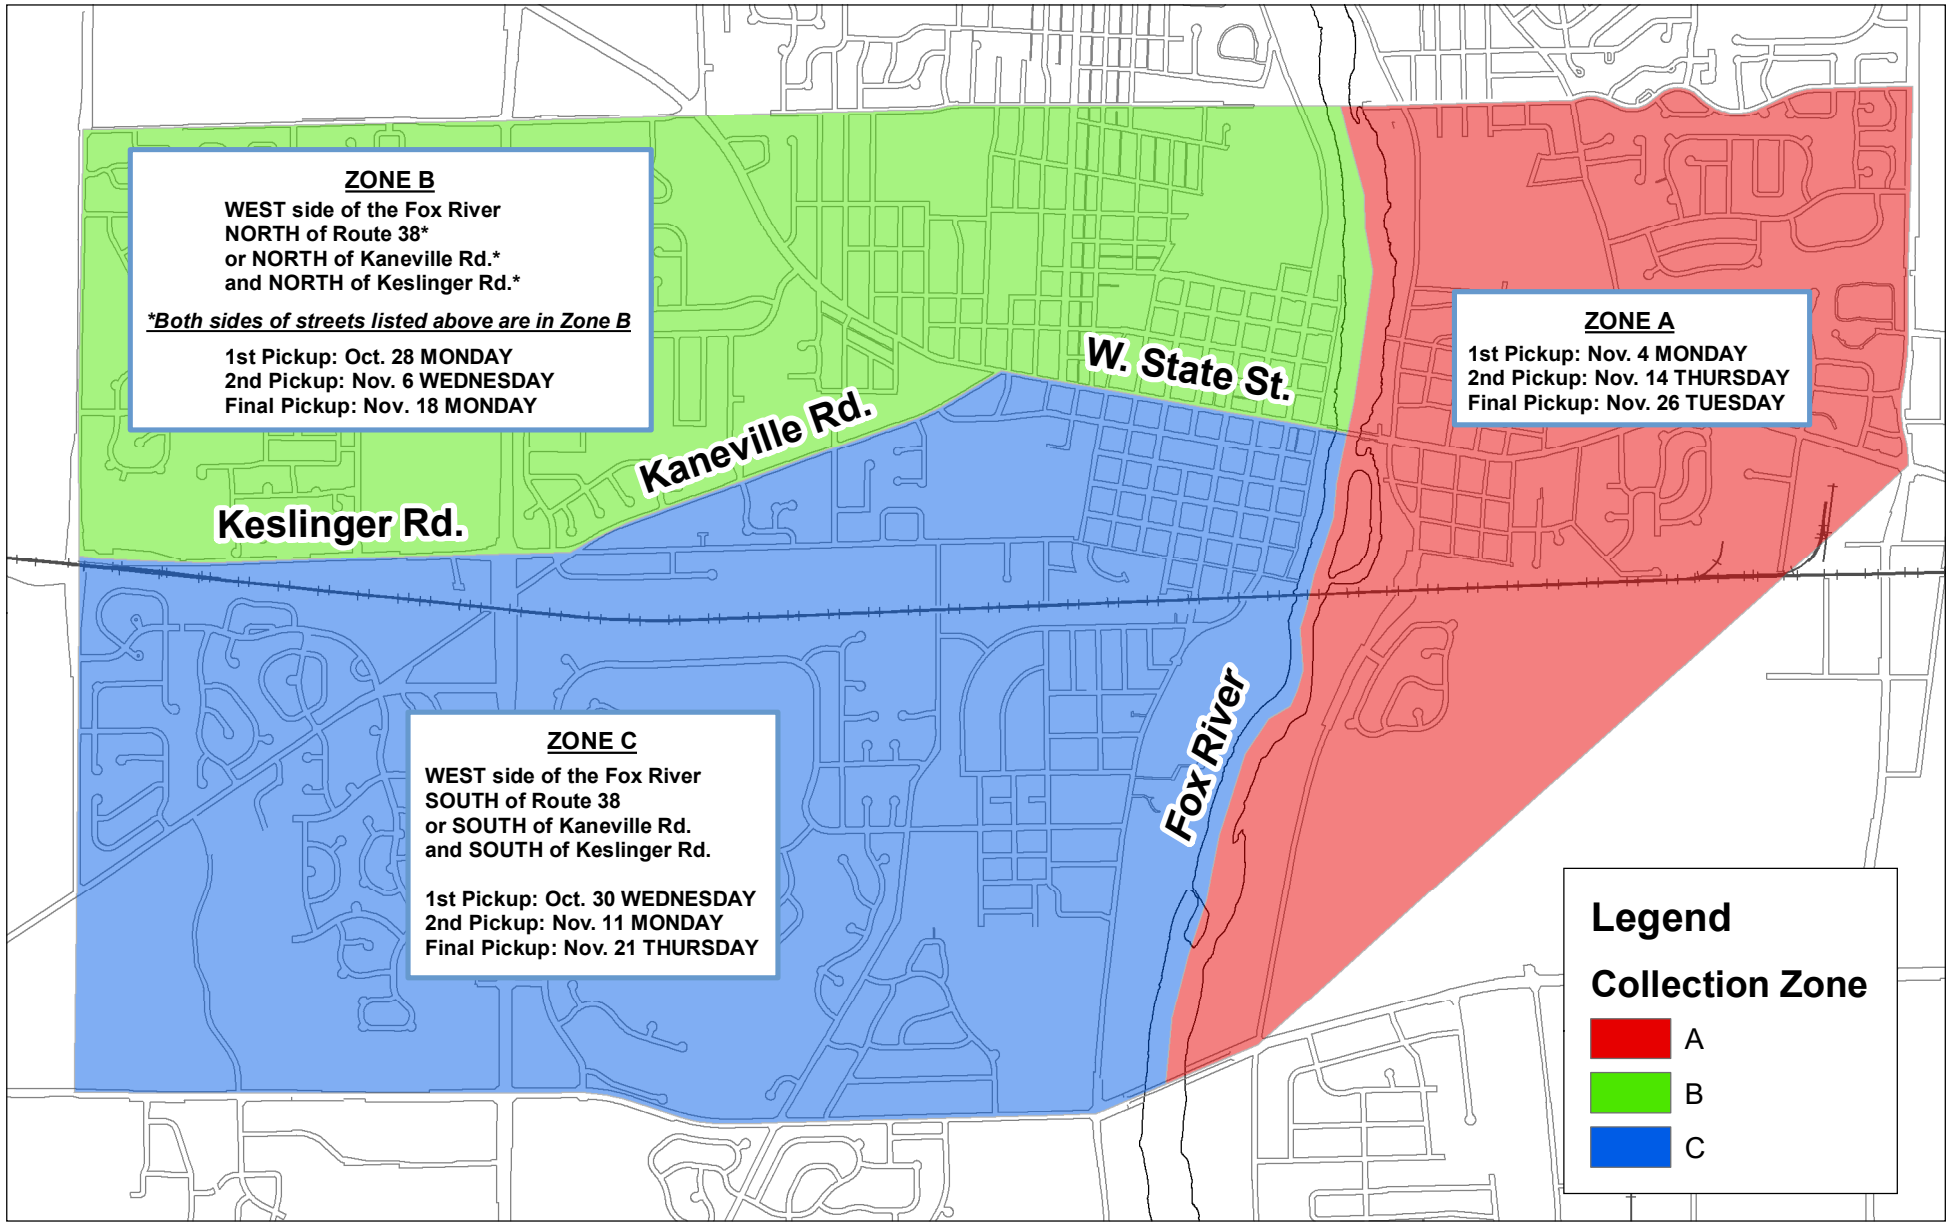 ZONE B
WEST side of the Fox River
NORTH of Route 38*
or NORTH of Kaneville Rd.*
and NORTH of Keslinger Rd.*
*Both sides of streets listed above are in Zone B
1st Pickup: Oct. 28 MONDAY
2nd Pickup: Nov. 6 WEDNESDAY
Final Pickup: Nov. 18 MONDAY
ZONE A
1st Pickup: Nov. 4 MONDAY
2nd Pickup: Nov. 14 THURSDAY
Final Pickup: Nov. 26 TUESDAY
W. State St.
Kaneville Rd.
Keslinger Rd.
Fox River
ZONE C
WEST side of the Fox River
SOUTH of Route 38
or SOUTH of Kaneville Rd.
and SOUTH of Keslinger Rd.
1st Pickup: Oct. 30 WEDNESDAY
2nd Pickup: Nov. 11 MONDAY
Final Pickup: Nov. 21 THURSDAY
Legend
Collection Zone
A
B
C